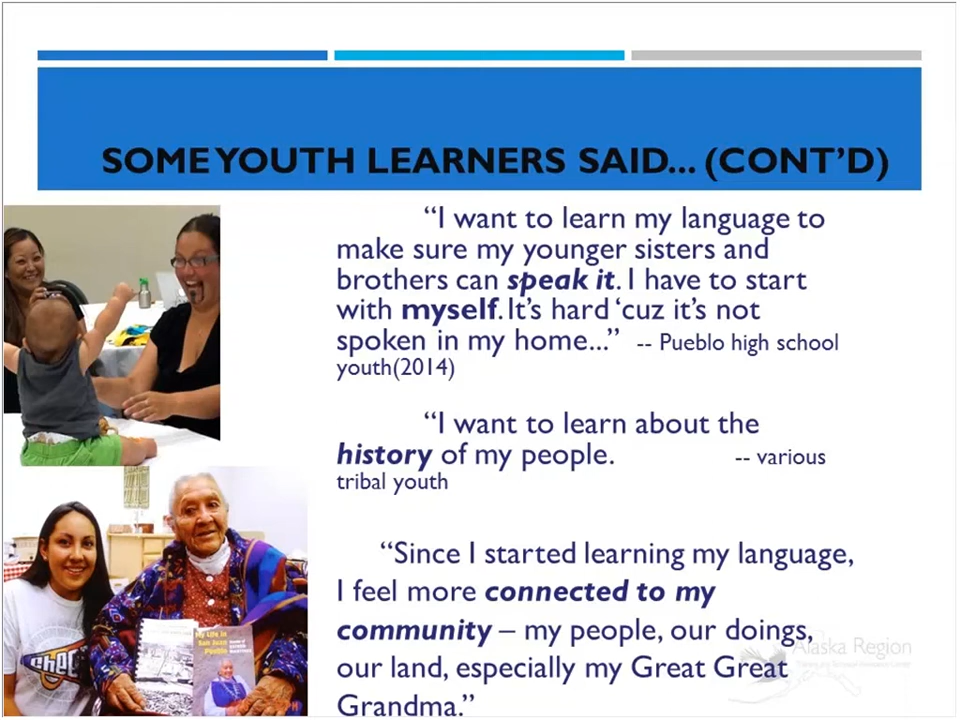 SOME YOUTH LEARNERS SAID... (CONT'D)
“I want to learn my language to
make sure my younger sisters and
brothers can speak it. I have to start
with myself. It’s hard ‘cuz it’s not
spoken in my home...” -- Pueblo high school
youth(2014)
“I want to learn about the
history of my people. -- various
tribal youth
“Since I started learning my language,
I feel more connected to my
community – my people, our doings,
our land, especially my Great Great
Grandma.”
My Life in
San Juan
Pueblo
Alaska Region